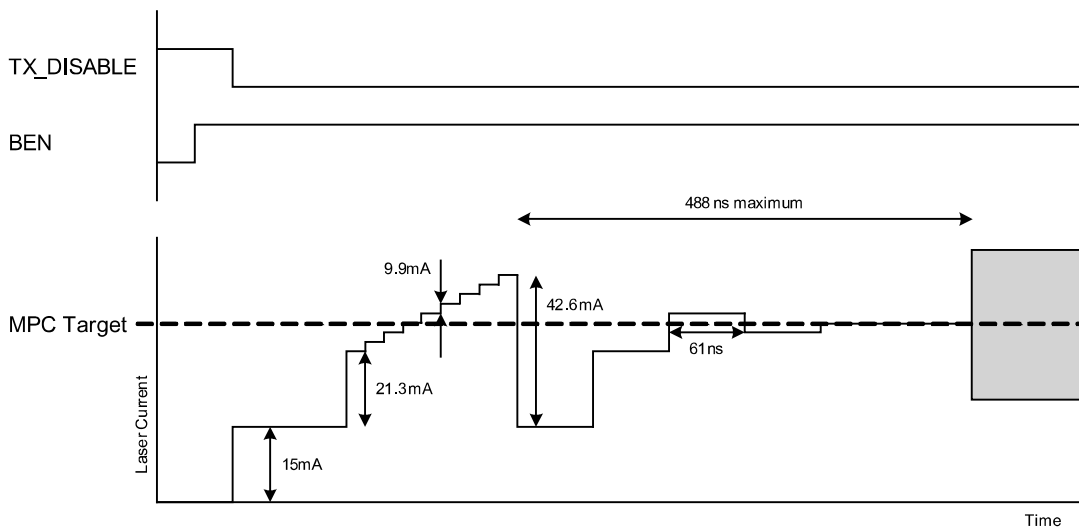 TX_DISABLE
BEN
488 ns maximum
9.9mA
42.6mA
MPC Target
61ns
21.3mA
15mA
Laser Current
Time